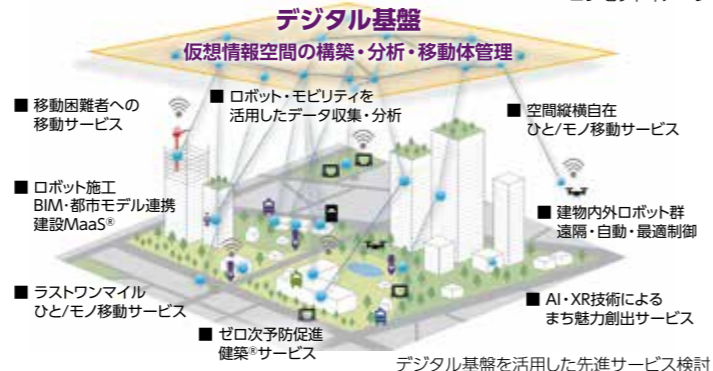 デジタル基盤
仮想情報空間の構築・分析・移動体管理
■ 移動困難者への
移動サービス
■ ロボット・モビリティを
活用したデータ収集・分析
■ 空間縦横自在
ひと/モノ移動サービス
■ ロボット施工
BIM・都市モデル連携
建設MaaS®
■ 建物内外ロボット群
遠隔・自動・最適制御
■ ラストワンマイル
ひと/モノ移動サービス
■ ゼロ次予防促進
健築®サービス
■ AI・XR技術による
まち魅力創出サービス
デジタル基盤を活用した先進サービス検討